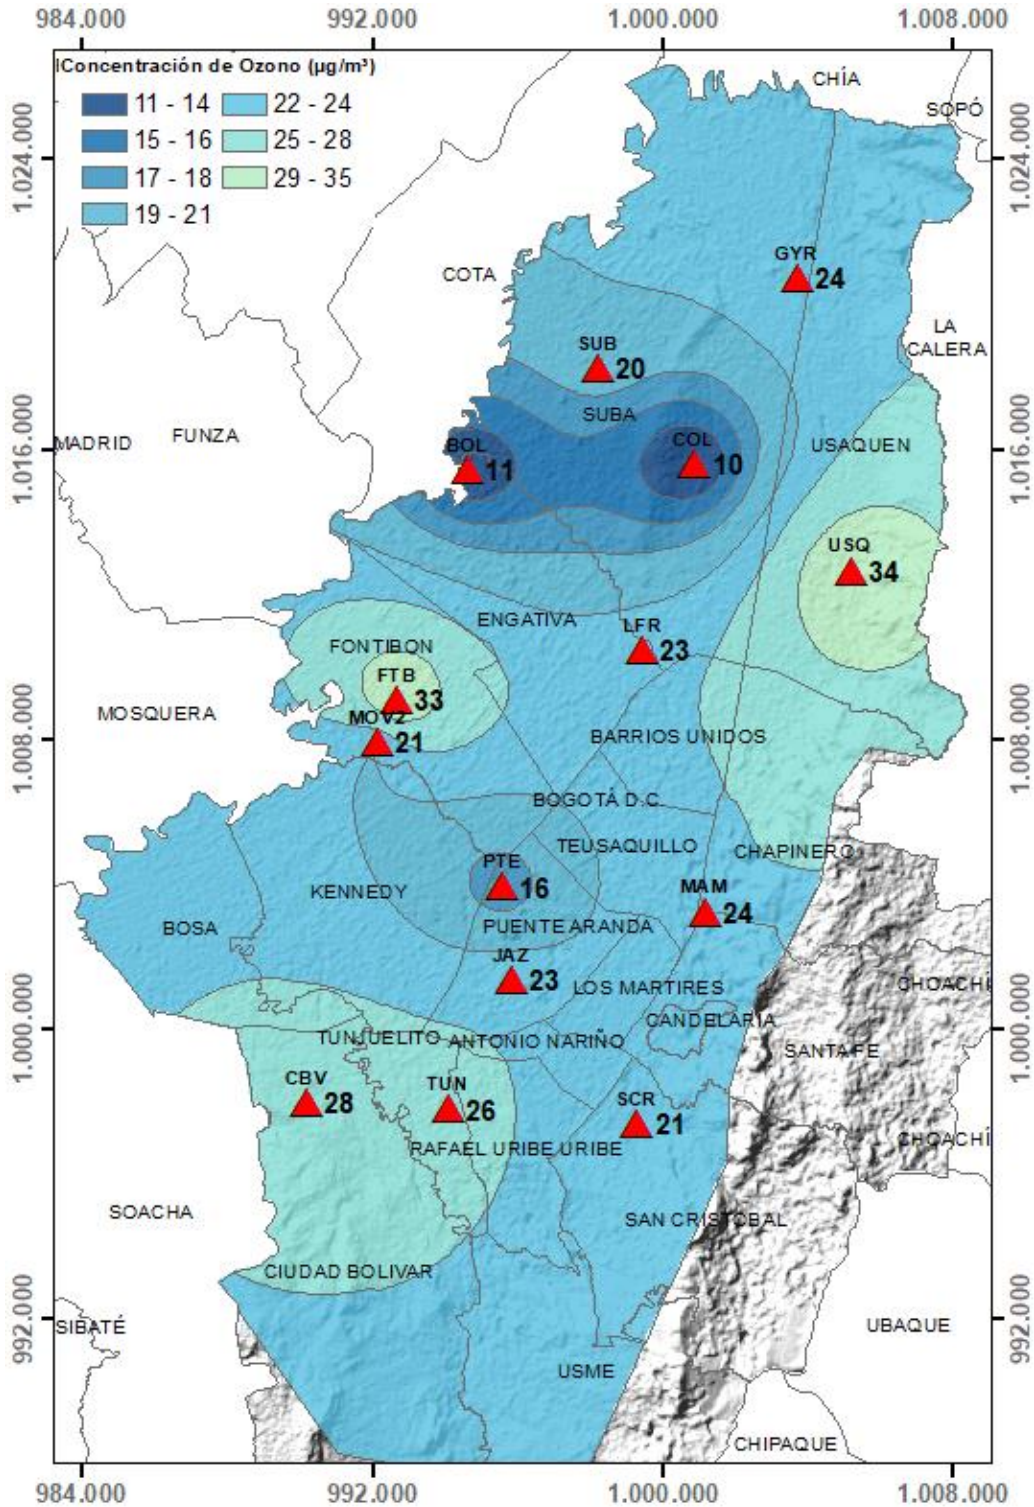 984.000
992.000
1.000.000
1.008.000
|Concentración de Ozono (µg/m³)
11 - 14
22 - 24
15 - 16
25 - 28
17 - 18
29 - 35
19 - 21
CHÍA
SOPÓ
1.024.000
1.024.000
GYR
24
COTA
LA
CALERA
SUB
20
SUBA
MADRID
FUNZA
BOL
11
COL
10
USAQUEN
1.016.000
1.016.000
USQ
34
ENGATIVA
LFR
23
FONTIBON
FTB
33
MOSQUERA
MOV2
21
BARRIOS UNIDOS
1.008.000
1.008.000
BOGOTÁ D.C.
TEUSAQUILLO
CHAPINERO
PTE
16
KENNEDY
MAM
24
BOSA
PUENTE ARANDA
JAZ
23
LOS MARTIRES
CHOACHÍ
CANDELARIA
1.000.000
1.000.000
TUNJUELITO
ANTONIO NARIÑO
SANTA FE
CBV
28
TUN
26
SCR
21
RAFAEL URIBE URIBE
CHOACHÍ
SOACHA
SAN CRISTOBAL
CIUDAD BOLIVAR
992.000
992.000
SIBATÉ
UBAQUE
USME
CHIPAQUE
984.000
992.000
1.000.000
1.008.000